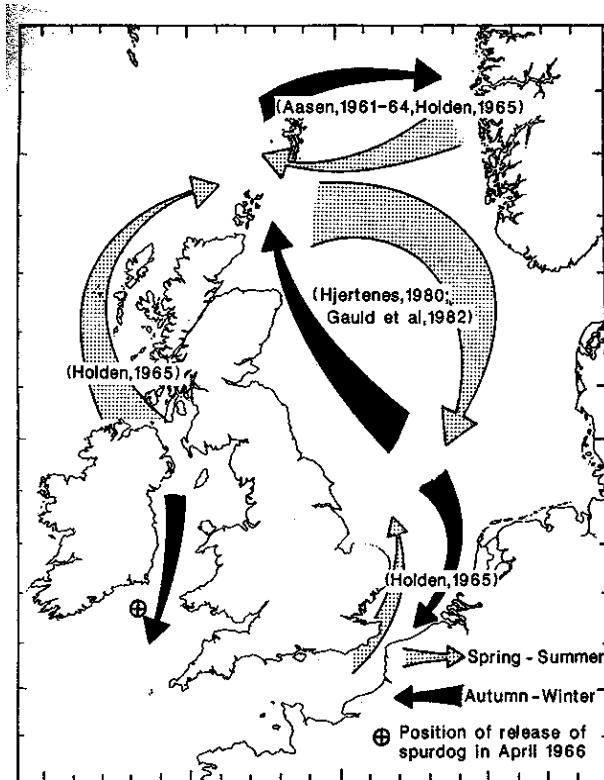 (Aasen,1961-64,Holden,1965)
(Hjertenes,1980;
Gauld et al,1982)
(Holden,1965)
(Holden,1965)
Spring-Summer
Autumn-Winter
⊕ Position of release of
spurdog in April 1966